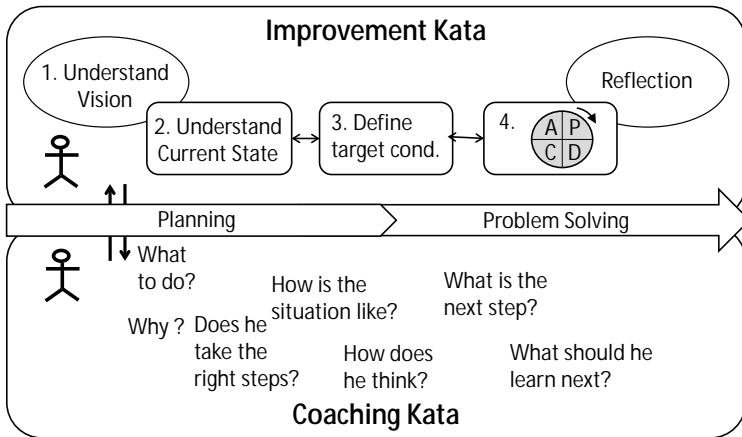 Improvement Kata
1. Understand
Vision
Reflection
2. Understand
Current State
3. Define
target cond.
4.
A P
C D
Planning
Problem Solving
What
to do?
How is the
situation like?
What is the
next step?
Why ?
Does he
take the
right steps?
How does
he think?
What should he
learn next?
Coaching Kata